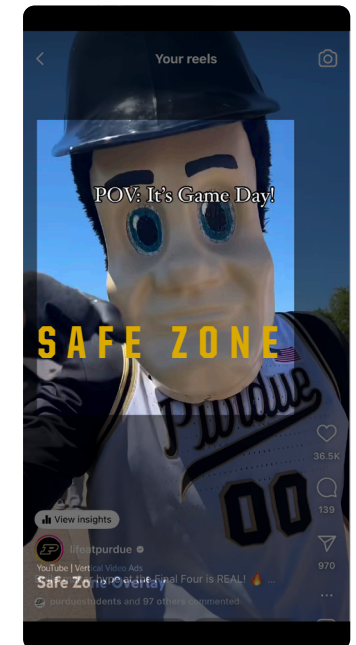 Your reels
POV: It's Game Day!
SAFE ZONE
Purdue
00
36.5K
139
View insights
lifeatpurdue
970
YouTube | Vertical Video Ads
Safe Zone Overlay
hype at the Final Four is REAL! 🔥 ...
purduestudents and 97 others commented